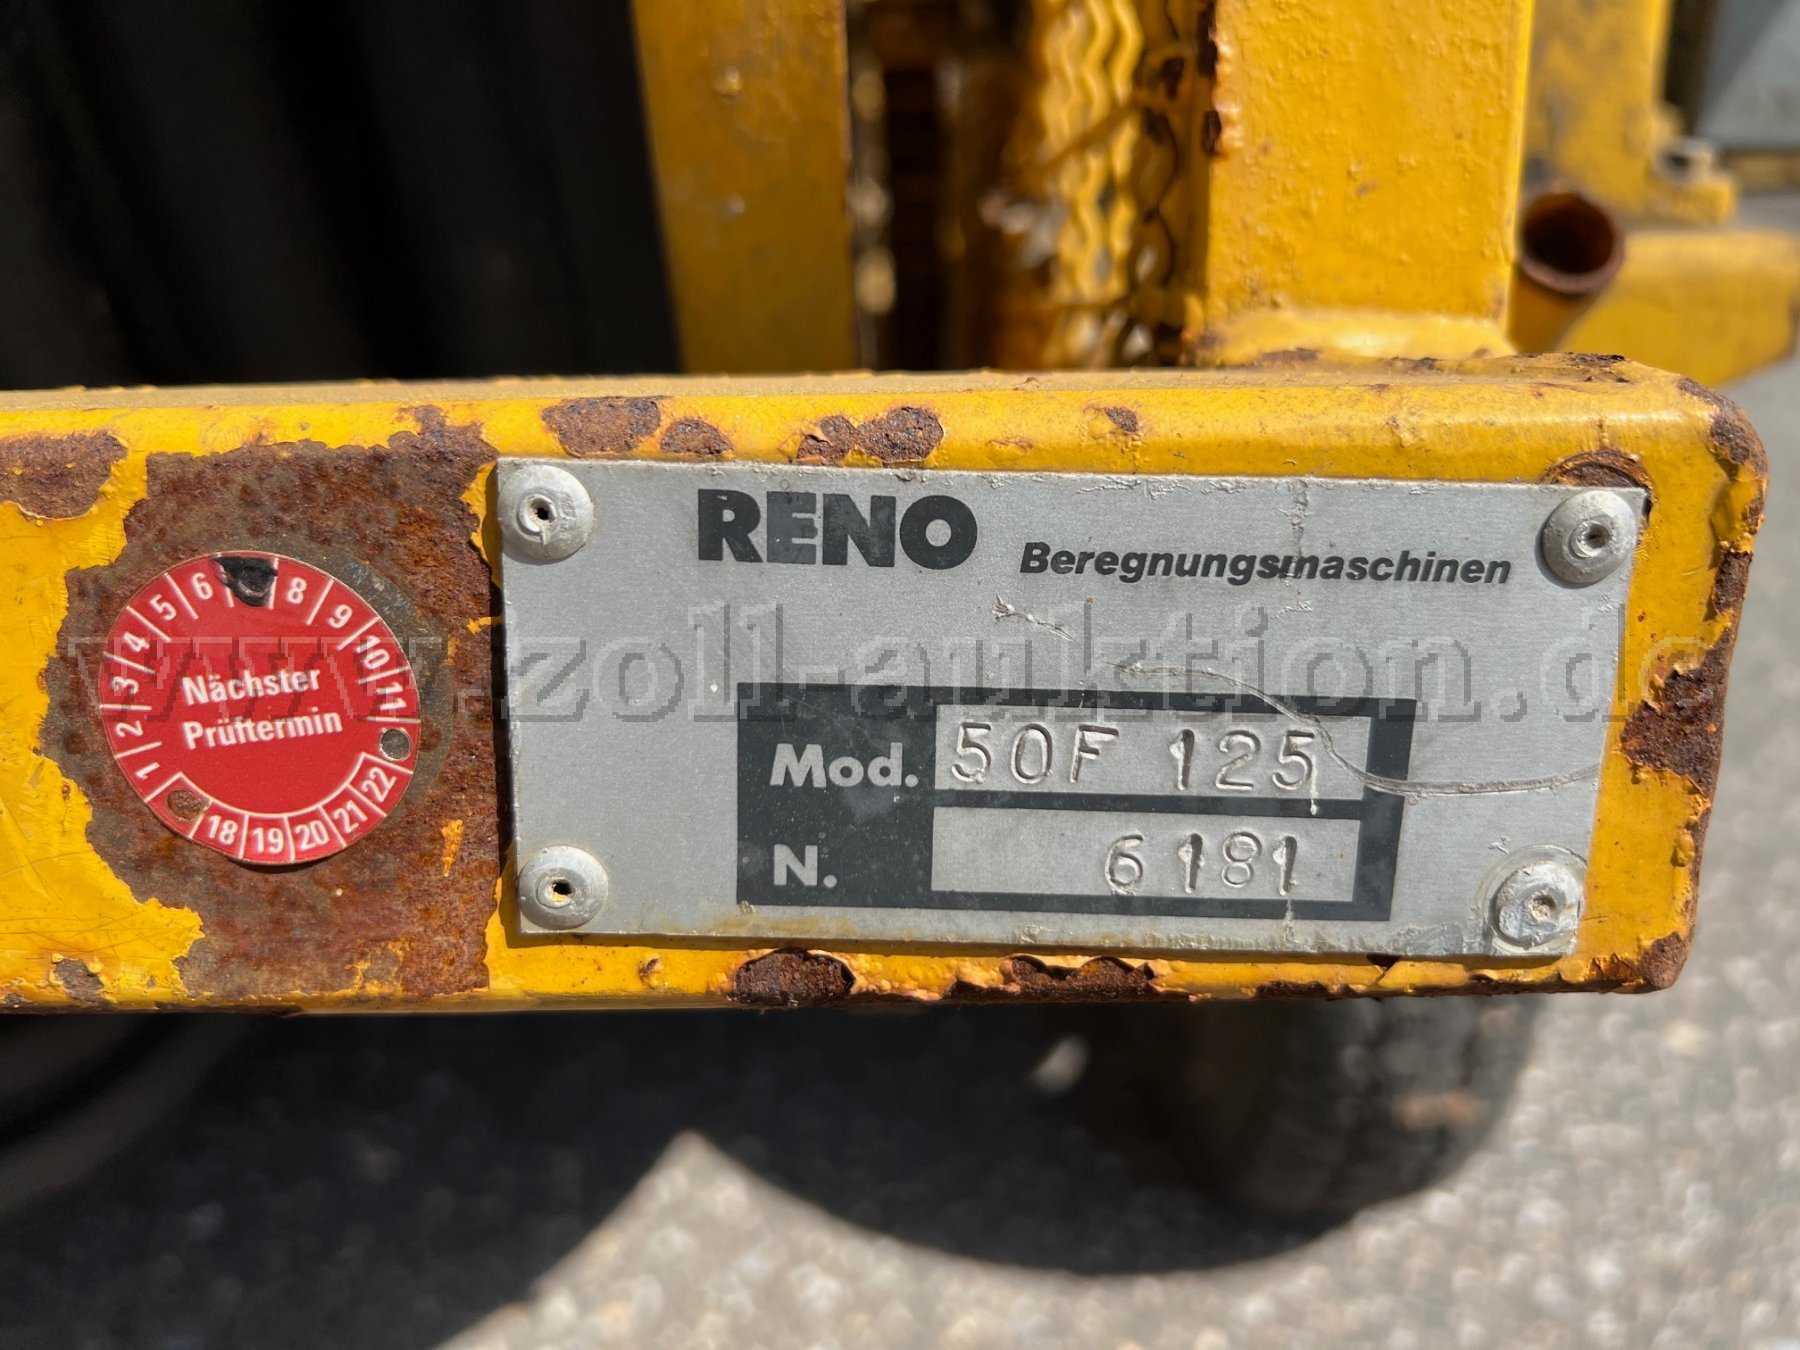 RENO Beregnungsmaschinen
www.zoll-auktion.de
Mod. 50F 125
N. 6181
1 2 3 4 5 6 8 9 10 11
Nächster
Prüftermin
18 19 20 21 22